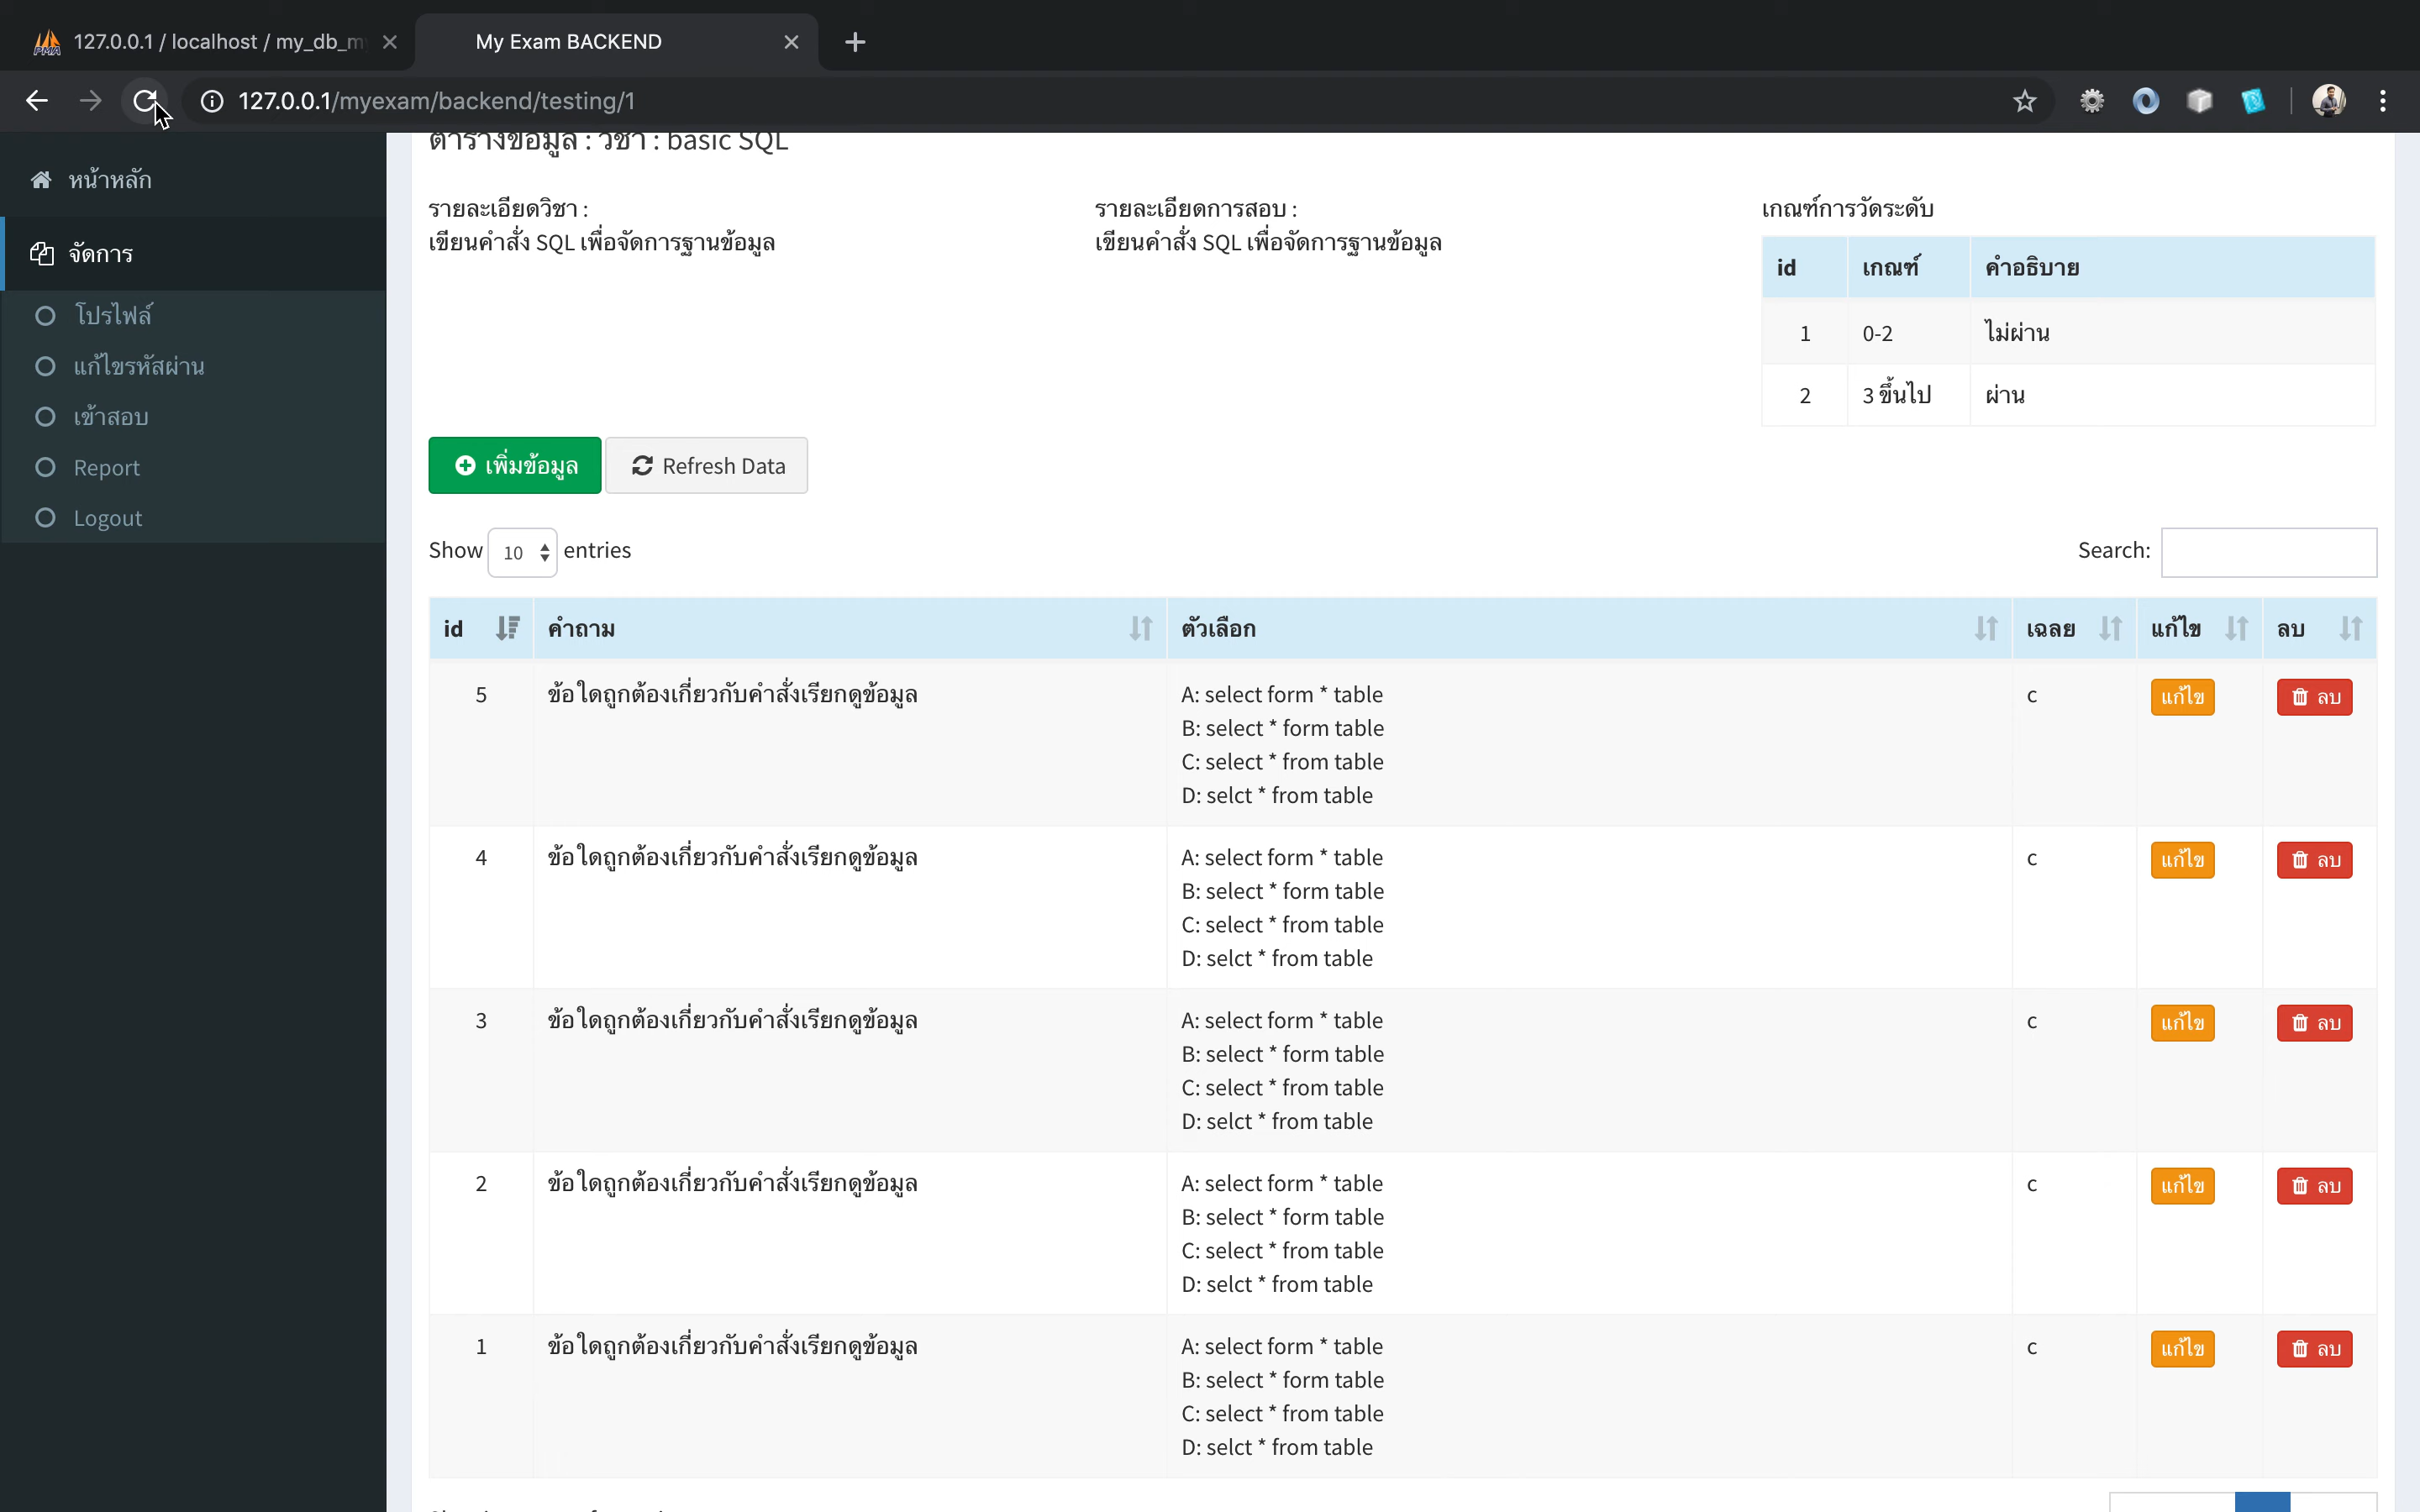 127.0.0.1 / localhost / my_db_m
My Exam BACKEND
127.0.0.1/myexam/backend/testing/1
หน้าหลัก
จัดการ
โปรไฟล์
แก้ไขรหัสผ่าน
เข้าสอบ
Report
Logout
ตารางข้อมูล : วิชา : basic SQL
รายละเอียดวิชา :
เขียนคำสั่ง SQL เพื่อจัดการฐานข้อมูล
รายละเอียดการสอบ :
เขียนคำสั่ง SQL เพื่อจัดการฐานข้อมูล
เกณฑ์การวัดระดับ
id เกณฑ์ คำอธิบาย
1 0-2 ไม่ผ่าน
2 3 ขึ้นไป ผ่าน
เพิ่มข้อมูล Refresh Data
Show 10 entries Search:
id คำถาม ตัวเลือก เฉลย แก้ไข ลบ
5 ข้อใดถูกต้องเกี่ยวกับคำสั่งเรียกดูข้อมูล A: select form * table c แก้ไข ลบ
B: select * form table
C: select * from table
D: selct * from table
4 ข้อใดถูกต้องเกี่ยวกับคำสั่งเรียกดูข้อมูล A: select form * table c แก้ไข ลบ
B: select * form table
C: select * from table
D: selct * from table
3 ข้อใดถูกต้องเกี่ยวกับคำสั่งเรียกดูข้อมูล A: select form * table c แก้ไข ลบ
B: select * form table
C: select * from table
D: selct * from table
2 ข้อใดถูกต้องเกี่ยวกับคำสั่งเรียกดูข้อมูล A: select form * table c แก้ไข ลบ
B: select * form table
C: select * from table
D: selct * from table
1 ข้อใดถูกต้องเกี่ยวกับคำสั่งเรียกดูข้อมูล A: select form * table c แก้ไข ลบ
B: select * form table
C: select * from table
D: selct * from table